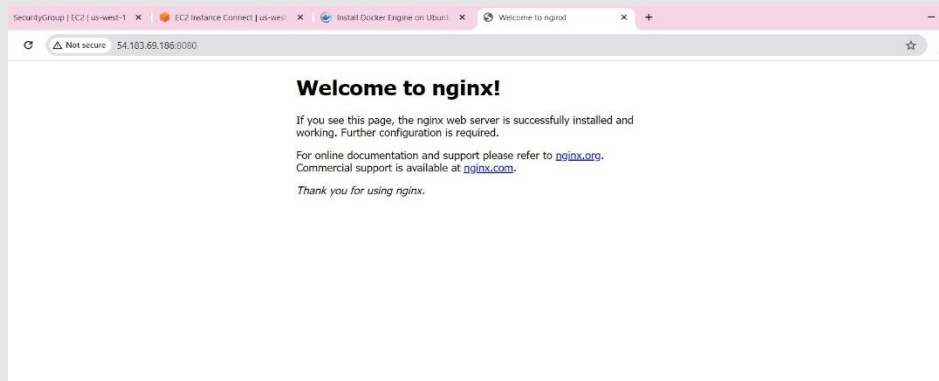 SecurityGroup | EC2 | us-west-1
EC2 Instance Connect | us-west
Install Docker Engine on Ubunt
Welcome to nginx!
Not secure 54.183.69.186:8080
Welcome to nginx!
If you see this page, the nginx web server is successfully installed and
working. Further configuration is required.
For online documentation and support please refer to nginx.org.
Commercial support is available at nginx.com.
Thank you for using nginx.